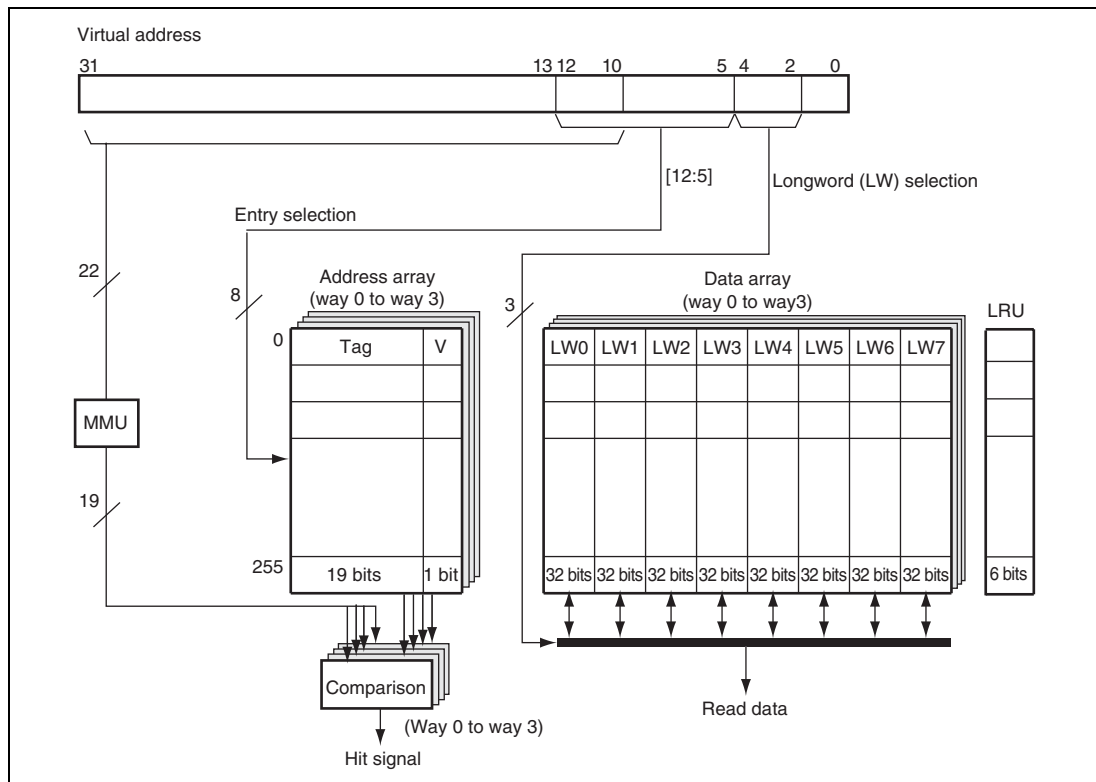 Virtual address
31 13 12 10 5 4 2 0
[12:5]
Longword (LW) selection
Entry selection
22
8
Address array
(way 0 to way 3)
3
Data array
(way 0 to way3)
LRU
0
Tag V
LW0 LW1 LW2 LW3 LW4 LW5 LW6 LW7
MMU
19
255
19 bits 1 bit
32 bits 32 bits 32 bits 32 bits 32 bits 32 bits 32 bits 32 bits
6 bits
Comparison
(Way 0 to way 3)
Read data
Hit signal